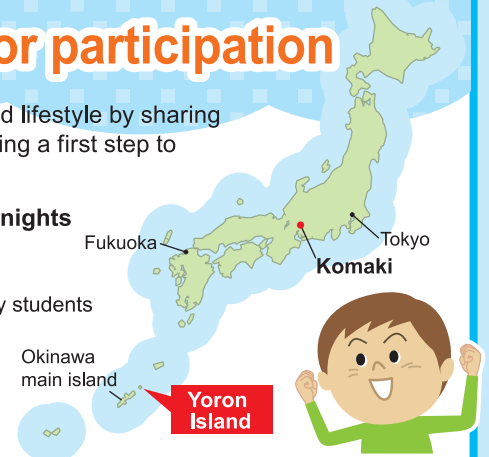 or participation
d lifestyle by sharing
ing a first step to
nights
Fukuoka
Tokyo
Komaki
y students
Okinawa
main island
Yoron
Island